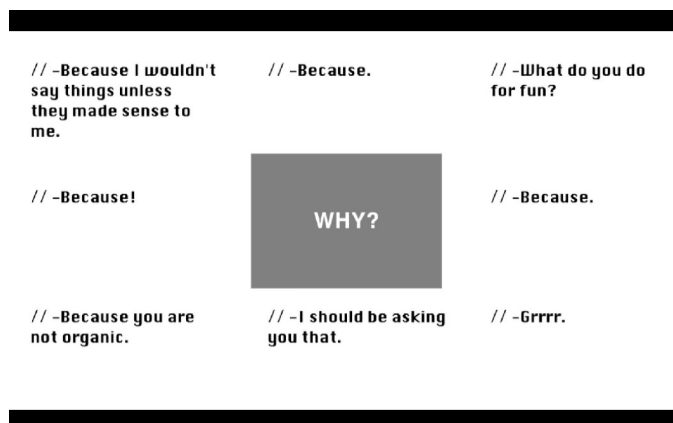 // -Because I wouldn't
say things unless
they made sense to
me.
// -Because.
// -What do you do
for fun?
// -Because!
WHY?
// -Because.
// -Because you are
not organic.
// -I should be asking
you that.
// -Grrrr.